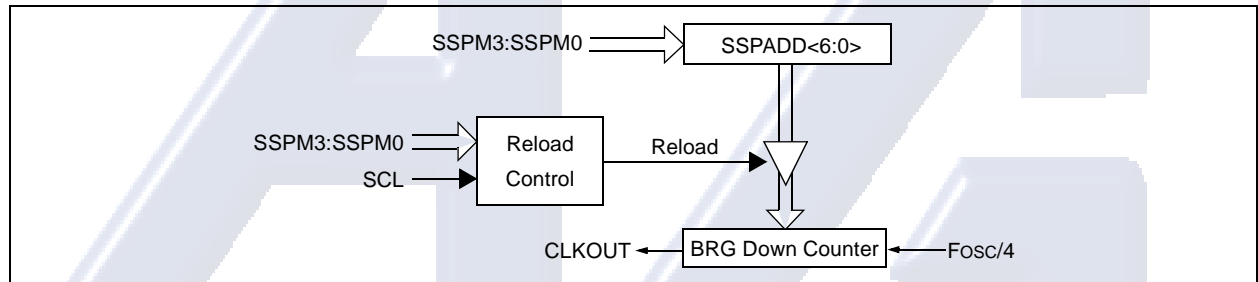 SSPM3:SSPM0 SSPADD<6:0>
SSPM3:SSPM0 Reload Control Reload
SCL
CLKOUT BRG Down Counter FOSC/4